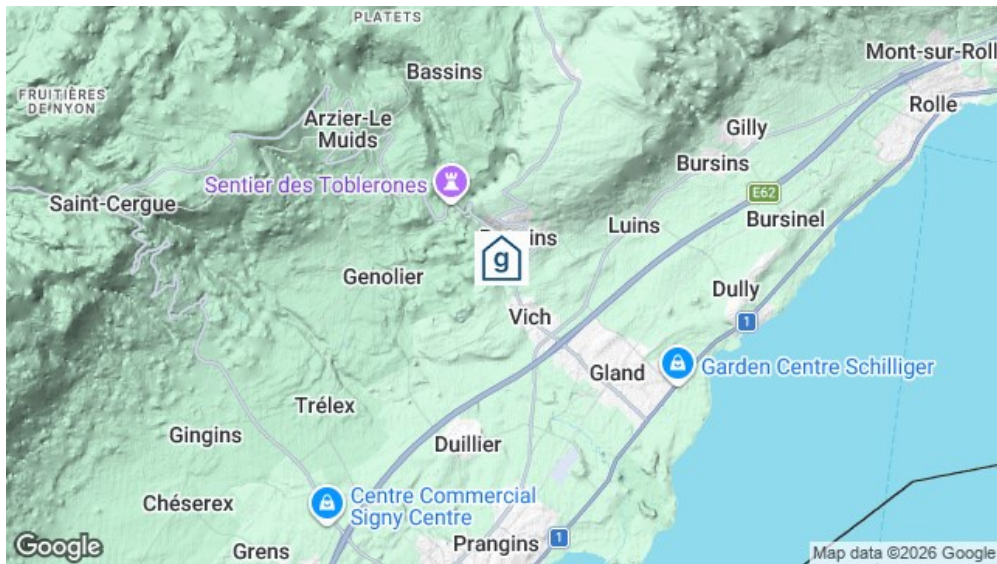 PLATETS
Mont-sur-Roll
Bassins
FRUITIÈRES
DE NYON
Rolle
Arzier-Le
Muids
Gilly
Bursins
Sentier des Toblerones
E62
Saint-Cergue
Bursinel
Luins
ins
g
Genolier
Dully
Vich
1
Gland
Garden Centre Schilliger
Trélex
Gingins
Duillier
Centre Commercial
Signy Centre
Chéserex
1
Prangins
Grens
Google
Map data ©2026 Google